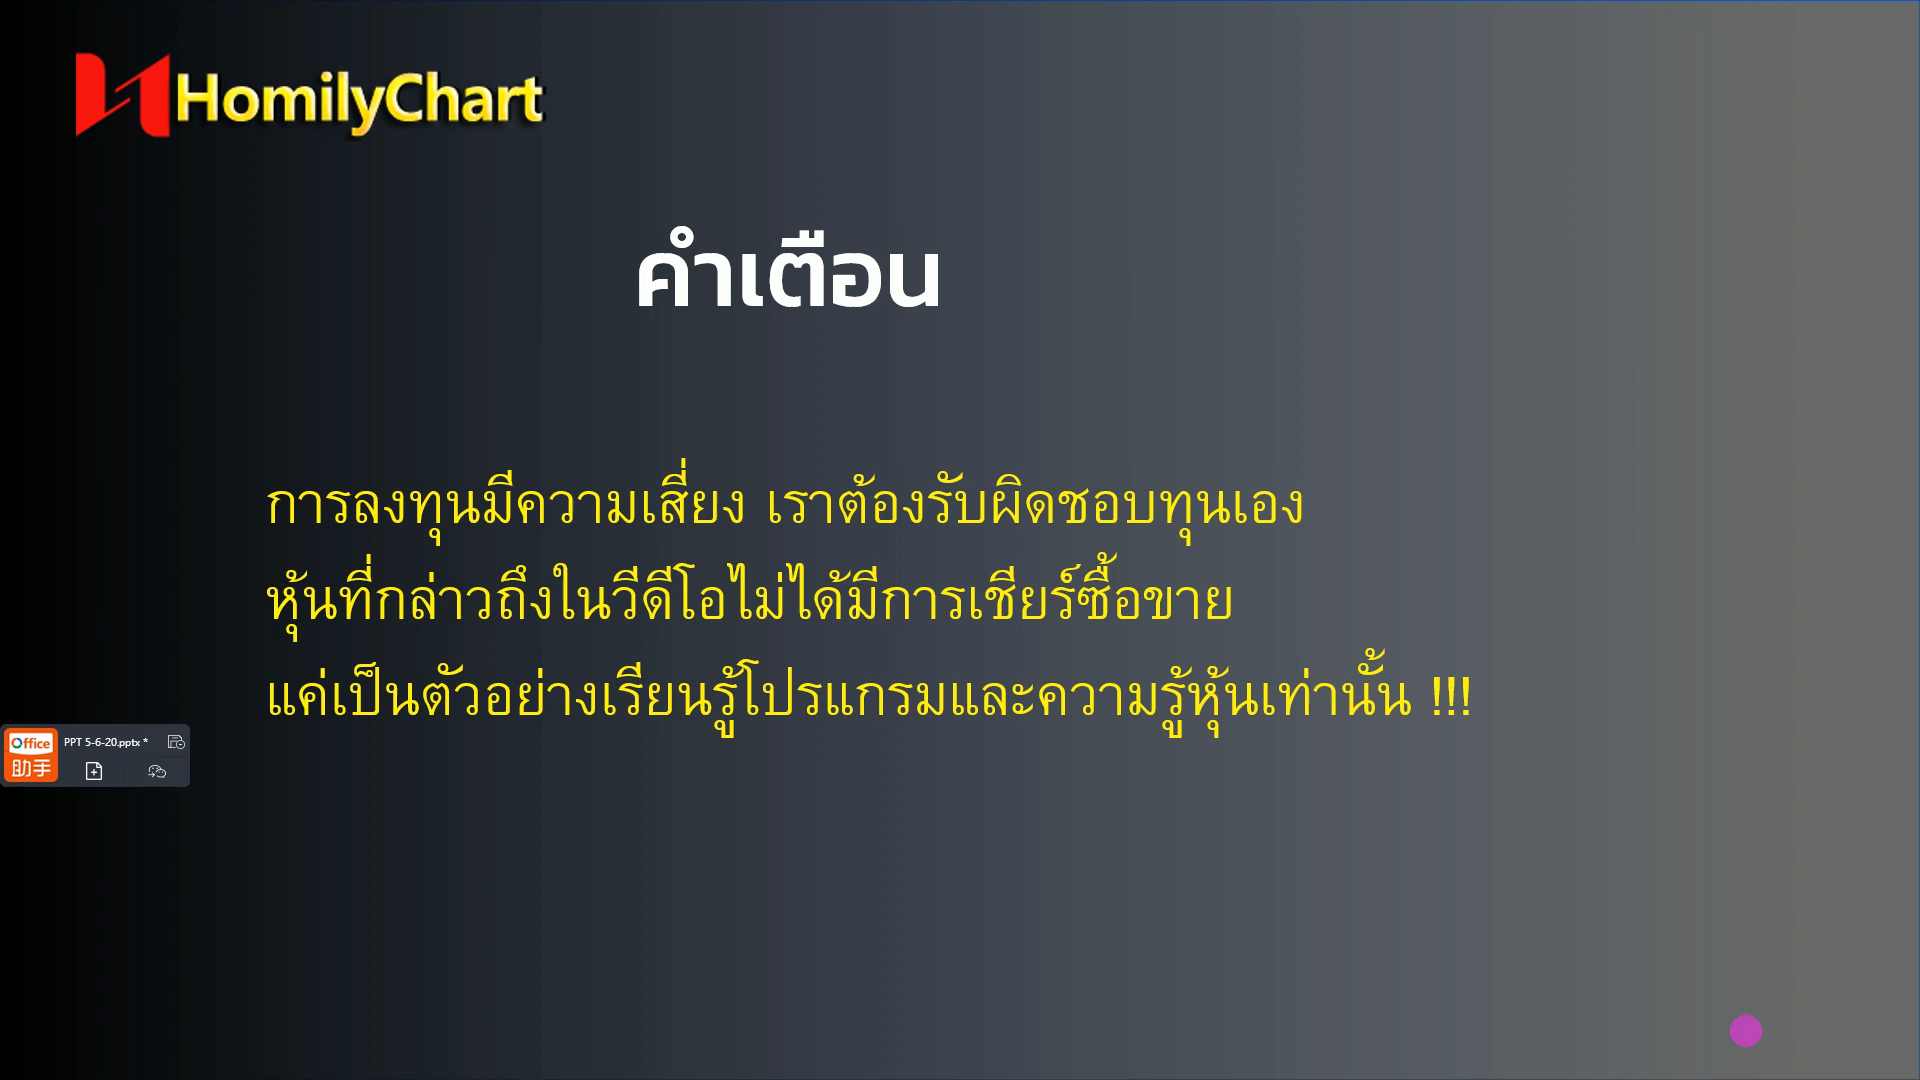 HomilyChart
คำเตือน
การลงทุนมีความเสี่ยง เราต้องรับผิดชอบทุนเอง
หุ้นที่กล่าวถึงในวีดีโอไม่ได้มีการเชียร์ซื้อขาย
แค่เป็นตัวอย่างเรียนรู้โปรแกรมและความรู้หุ้นเท่านั้น !!!
Office PPT 5-6-20.pptx *
助手